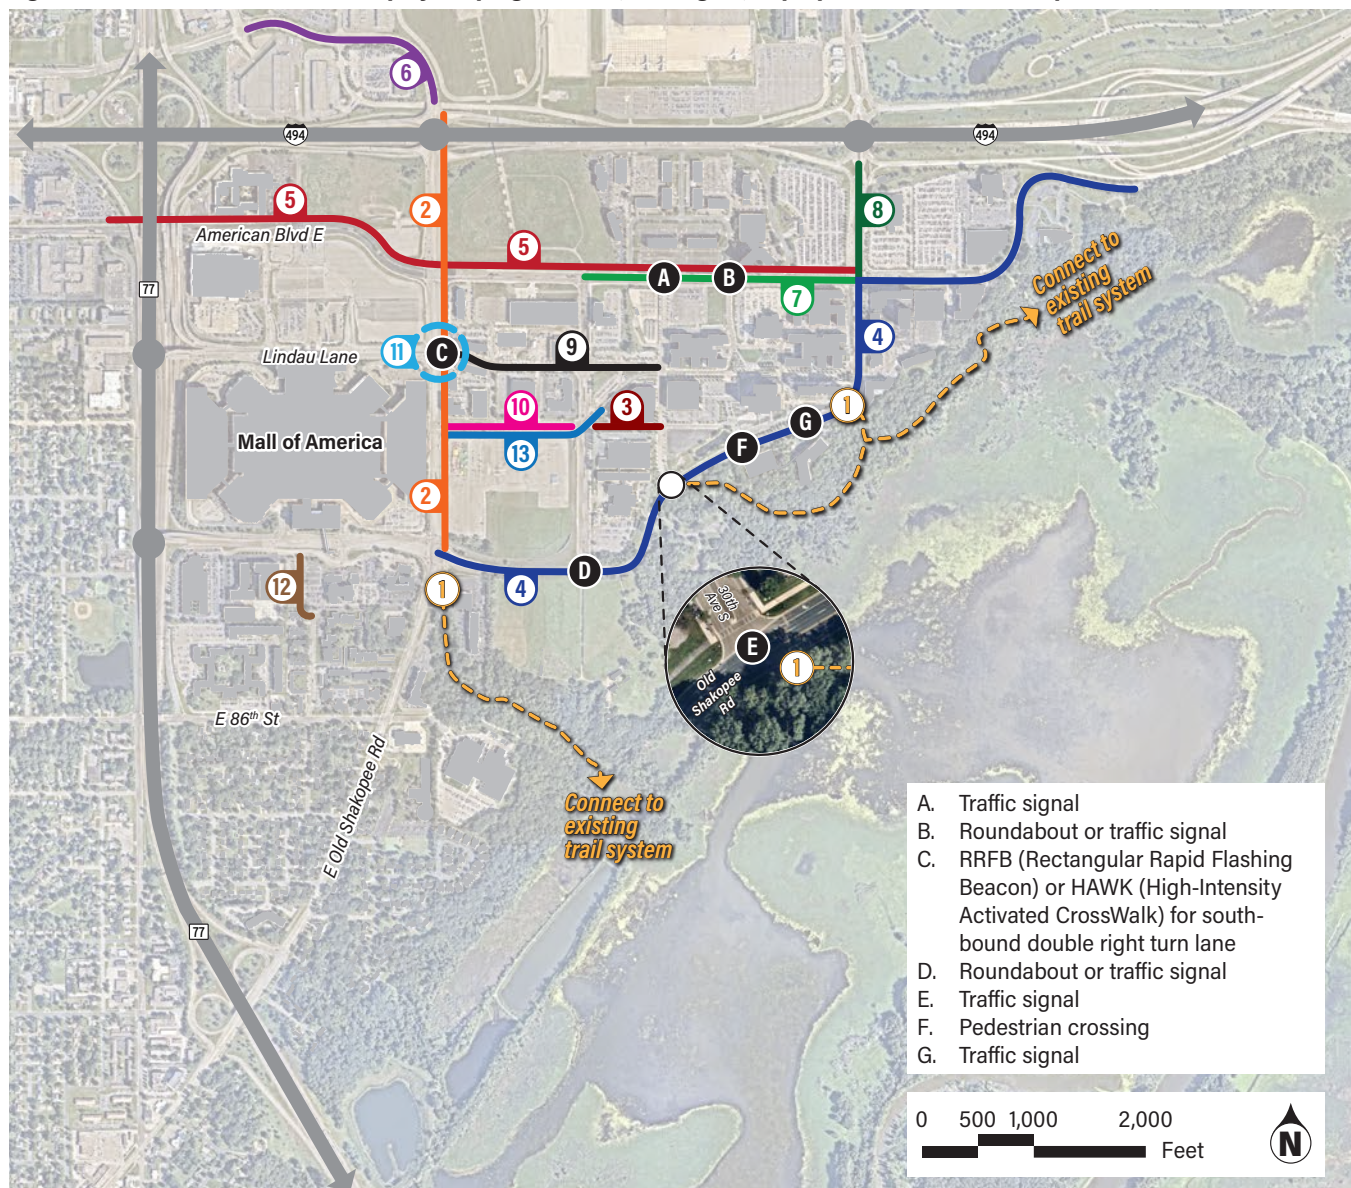 6
494
494
5
2
8
American Blvd E
5
Connect to
existing
trail system
A
B
7
77
4
11
C
9
Lindau Lane
10
3
1
G
Mall of America
13
F
2
12
1
4
D
30th
Ave S
E
1
Old
Shakopee
Rd
E 86th St
E Old Shakopee Rd
Connect to
existing
trail system
77
A. Traffic signal
B. Roundabout or traffic signal
C. RRFB (Rectangular Rapid Flashing
Beacon) or HAWK (High-Intensity
Activated CrossWalk) for south-
bound double right turn lane
D. Roundabout or traffic signal
E. Traffic signal
F. Pedestrian crossing
G. Traffic signal
0 500 1,000 2,000
Feet
N